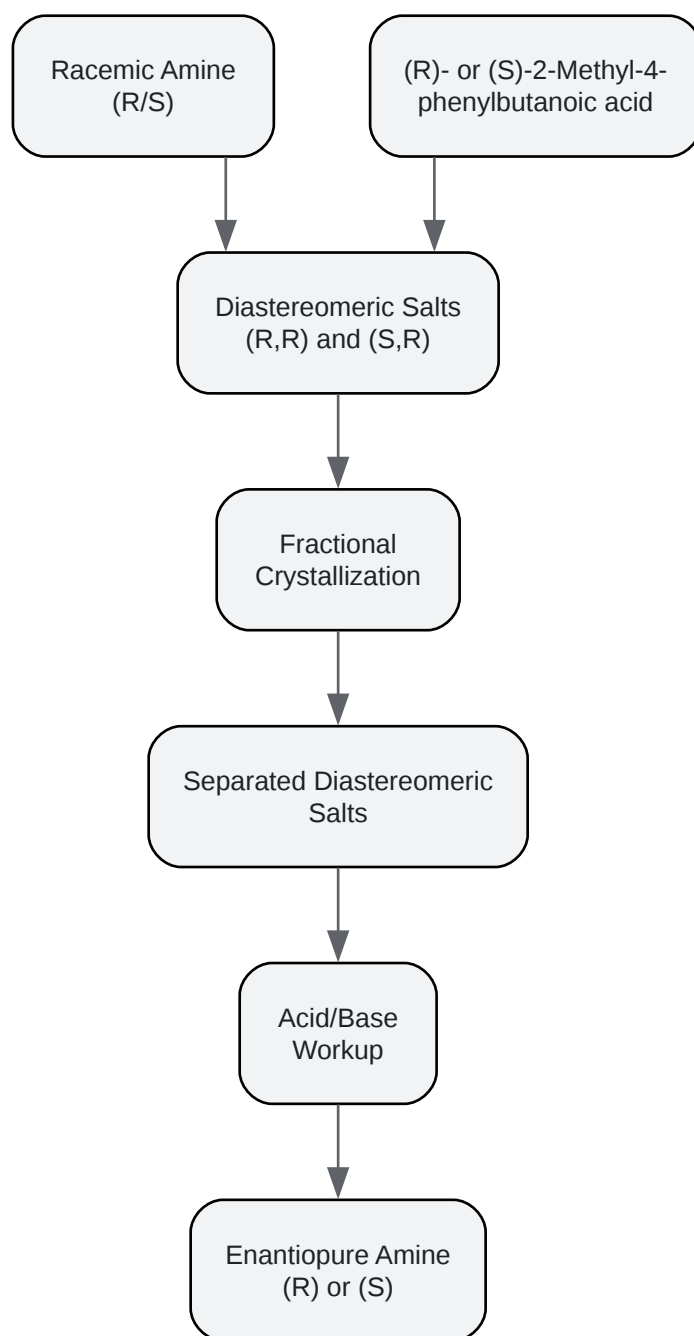 Racemic Amine
(R/S)
(R)- or (S)-2-Methyl-4-
phenylbutanoic acid
Diastereomeric Salts
(R,R) and (S,R)
Fractional
Crystallization
Separated Diastereomeric
Salts
Acid/Base
Workup
Enantiopure Amine
(R) or (S)